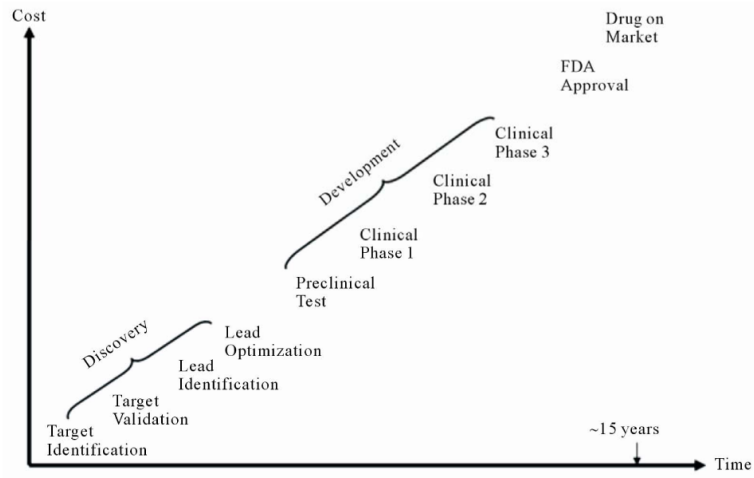 Cost
Drug on
Market
FDA
Approval
Clinical
Phase 3
Development
Clinical
Phase 2
Clinical
Phase 1
Preclinical
Test
Discovery
Lead
Optimization
Lead
Identification
Target
Validation
Target
Identification
~15 years
Time